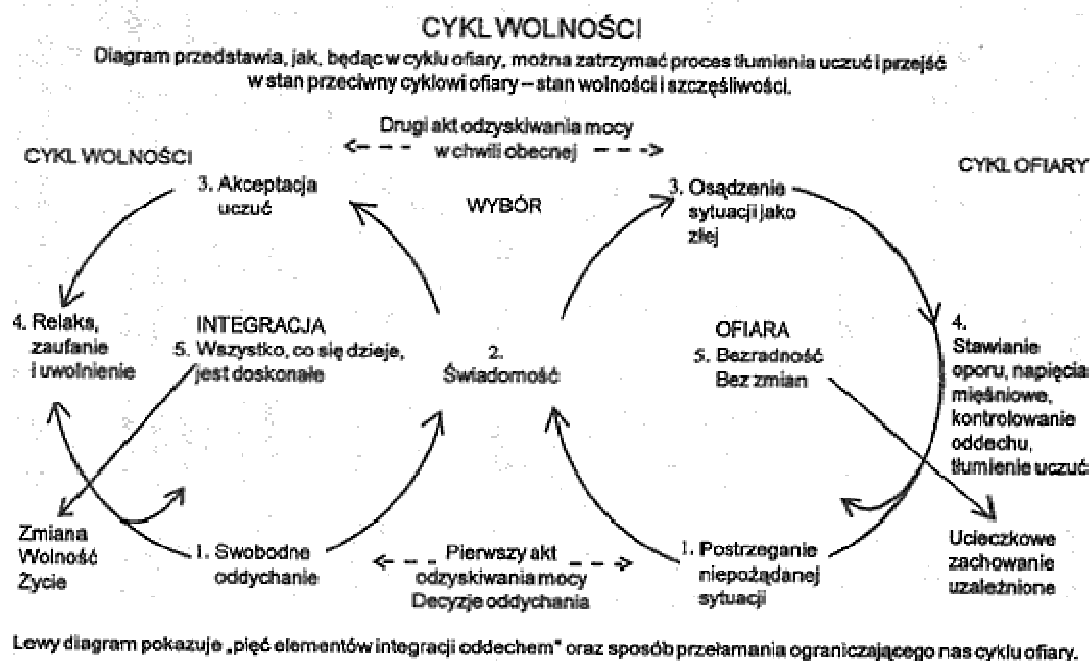 CYKL WOLNOŚCI
Diagram przedstawia, jak, będąc w cyklu ofiary, można zatrzymać proces tłumienia uczuć i przejść
w stan przeciwny cyklowi ofiary – stan wolności i szczęśliwości.
Drugi akt odzyskiwania mocy
w chwili obecnej
CYKL WOLNOŚCI
CYKL OFIARY
3. Akceptacja
uczuć
WYBÓR
3. Osądzenie
sytuacji jako
złej
4. Relaks,
zaufanie
i uwolnienie
INTEGRACJA
5. Wszystko, co się dzieje,
jest doskonałe
2.
Świadomość
OFIARA
5. Bezradność
Bez zmian
4.
Stawianie
oporu, napięcia
mięśniowe,
kontrolowanie
oddechu,
tłumienie uczuć
Zmiana
Wolność
Życie
1. Swobodne
oddychanie
Pierwszy akt
odzyskiwania mocy
Decyzje oddychania
1. Postrzeganie
niepożądanej
sytuacji
Ucieczkowe
zachowanie
uzależnione
Lewy diagram pokazuje „pięć elementów integracji oddechem" oraz sposób przełamania ograniczającego nas cyklu ofiary.